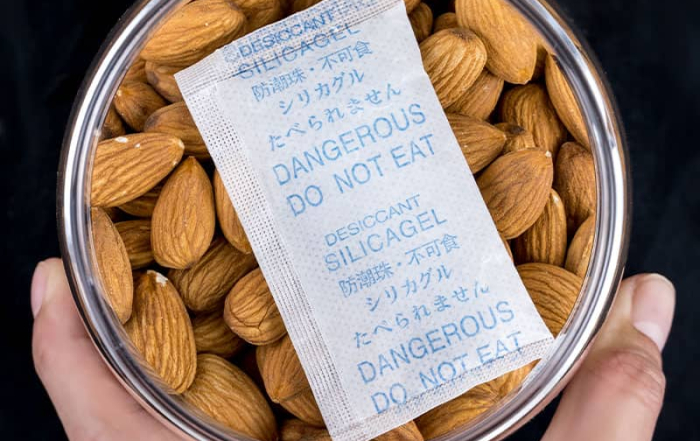 DESICCANT
SILICAGEL
防潮珠・不可食
シリカグル
たべられません
DANGEROUS
DO NOT EAT
DESICCANT
SILICAGEL
防潮珠・不可食
シリカグル
たべられません
DANGEROUS
DO NOT EAT